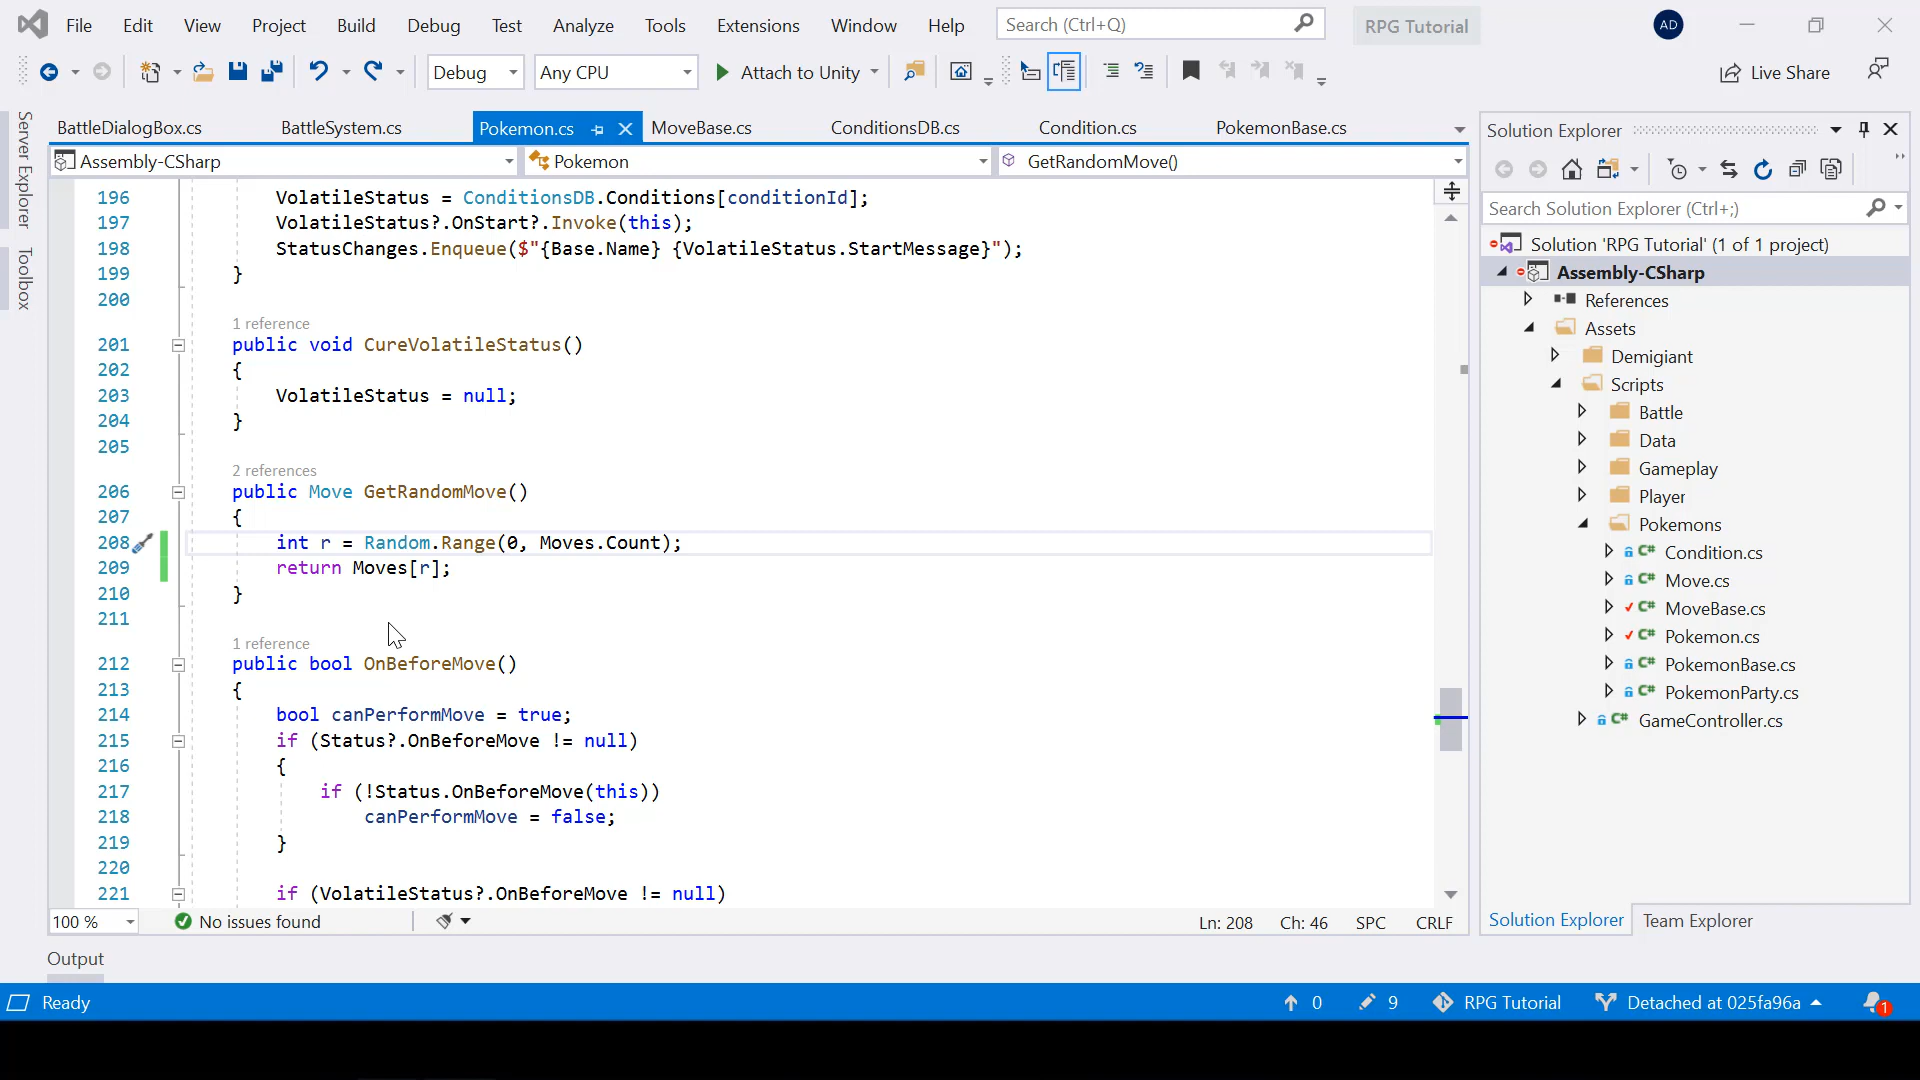 File Edit View Project Build Debug Test Analyze Tools Extensions Window Help Search (Ctrl+Q) RPG Tutorial AD
Debug Any CPU Attach to Unity Live Share
Server Explorer
Toolbox
BattleDialogBox.cs BattleSystem.cs Pokemon.cs MoveBase.cs ConditionsDB.cs Condition.cs PokemonBase.cs
Assembly-CSharp Pokemon GetRandomMove()
196 VolatileStatus = ConditionsDB.Conditions[conditionId];
197 VolatileStatus?.OnStart?.Invoke(this);
198 StatusChanges.Enqueue($"{Base.Name} {VolatileStatus.StartMessage}");
199 }
200
1 reference
201 public void CureVolatileStatus()
202 {
203 VolatileStatus = null;
204 }
205
2 references
206 public Move GetRandomMove()
207 {
208 int r = Random.Range(0, Moves.Count);
209 return Moves[r];
210 }
211
1 reference
212 public bool OnBeforeMove()
213 {
214 bool canPerformMove = true;
215 if (Status?.OnBeforeMove != null)
216 {
217 if (!Status.OnBeforeMove(this))
218 canPerformMove = false;
219 }
220
221 if (VolatileStatus?.OnBeforeMove != null)
100 % No issues found Ln: 208 Ch: 46 SPC CRLF
Solution Explorer
Search Solution Explorer (Ctrl+;)
Solution 'RPG Tutorial' (1 of 1 project)
Assembly-CSharp
References
Assets
Demigiant
Scripts
Battle
Data
Gameplay
Player
Pokemons
C# Condition.cs
C# Move.cs
C# MoveBase.cs
C# Pokemon.cs
C# PokemonBase.cs
C# PokemonParty.cs
C# GameController.cs
Solution Explorer Team Explorer
Output
Ready 0 9 RPG Tutorial Detached at 025fa96a 1